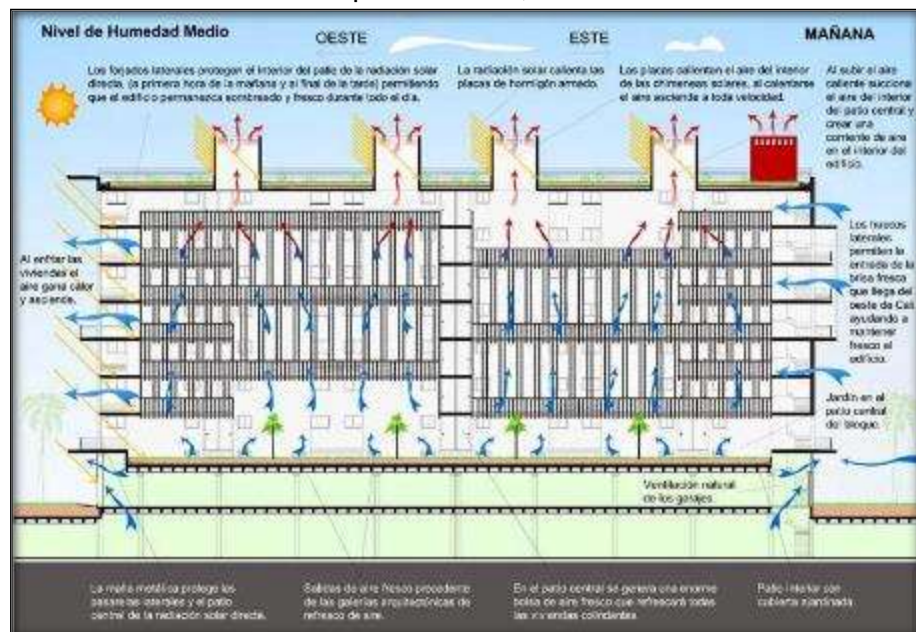 Nivel de Humedad Medio
OESTE
ESTE
MAÑANA
Los forjados laterales protegen el interior del patio de la radiación solar
directa, (a primera hora de la mañana y al final de la tarde) permitiendo
que el edificio permanezca sombreado y fresco durante todo el día.
La radiación solar calienta las
placas de hormigón armado.
Las placas calientan el aire del interior
de las chimeneas solares, al calentarse
el aire asciende a toda velocidad.
Al subir el aire
caliente succiona
el aire del interior
del patio central y
crear una
corriente de aire
en el interior del
edificio.
Al enfriar las
viviendas el
aire gana calor
y asciende.
Los huecos
laterales
permiten la
entrada de la
brisa fresca
que llega del
oeste de Cali
ayudando a
mantener
fresco el
edificio.
Jardín en el
patio central
del bloque.
Ventilación natural
de los garajes
La malla metálica protege las
pasarelas laterales y el patio
central de la radiación solar directa.
Salidas de aire fresco procedente
de las galerías arquitectónicas de
refresco de aire.
En el patio central se genera una enorme
bolsa de aire fresco que refrescará todas
las viviendas colindantes
Patio interior con
cubierta ajardinada